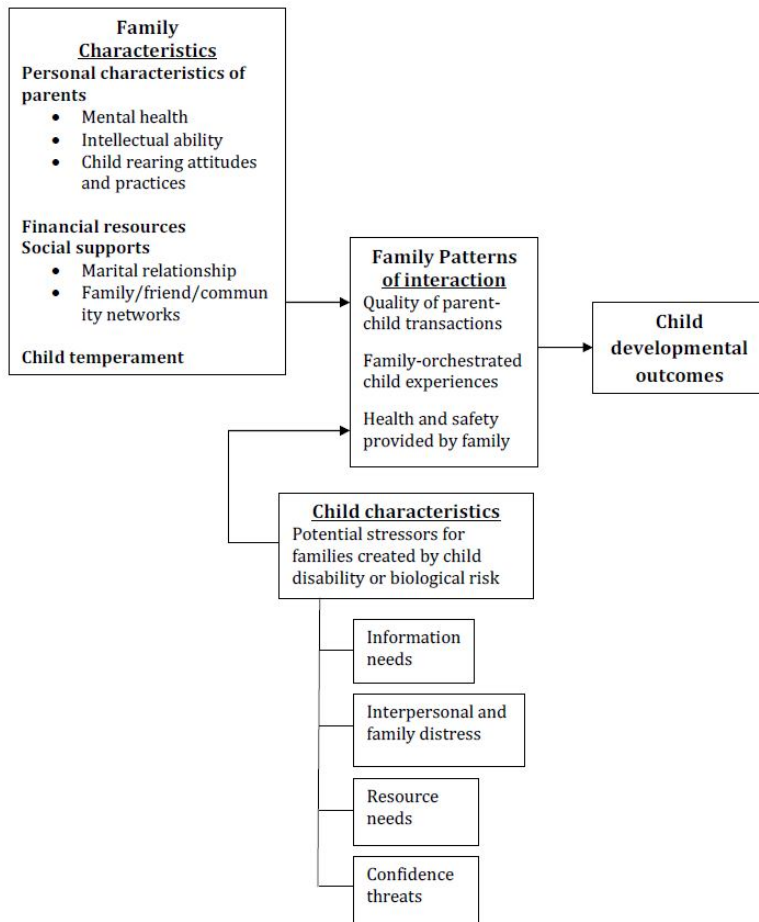 Family
Characteristics
Personal characteristics of
parents
• Mental health
• Intellectual ability
• Child rearing attitudes
and practices
Financial resources
Social supports
• Marital relationship
• Family/friend/commun
ity networks
Child temperament
Family Patterns
of interaction
Quality of parent-
child transactions
Family-orchestrated
child experiences
Health and safety
provided by family
Child
developmental
outcomes
Child characteristics
Potential stressors for
families created by child
disability or biological risk
Information
needs
Interpersonal and
family distress
Resource
needs
Confidence
threats